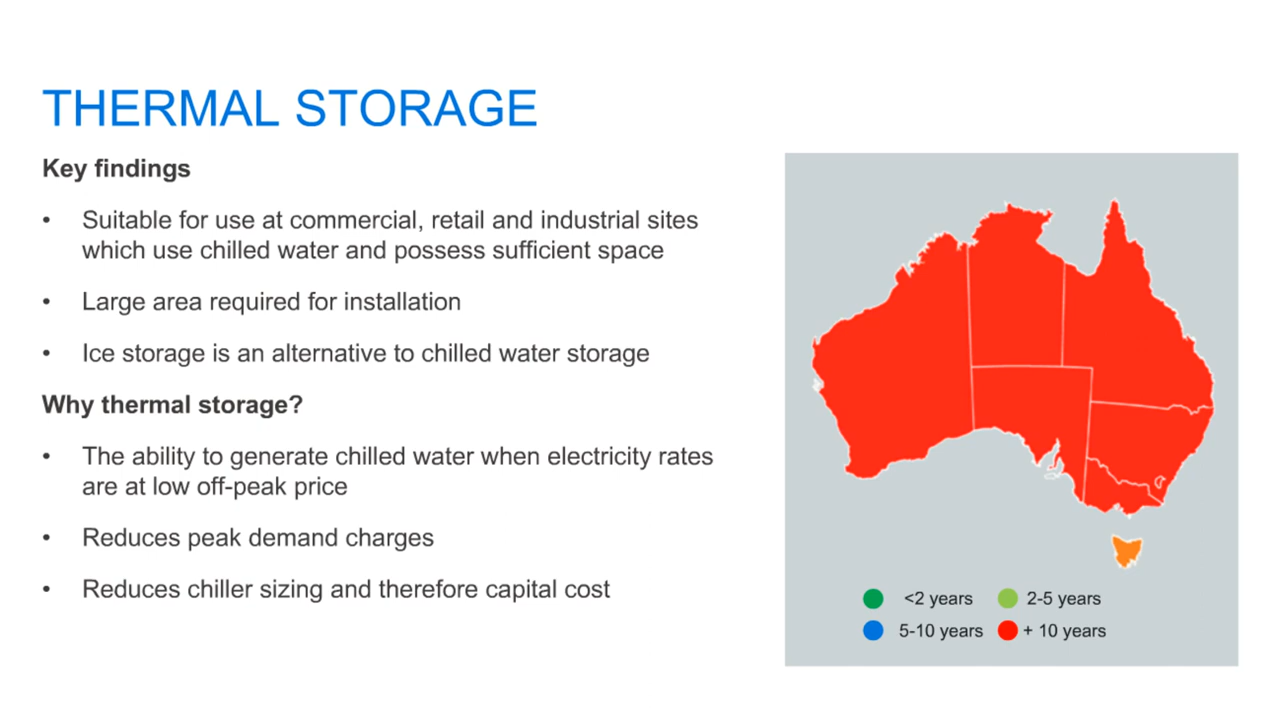 THERMAL STORAGE
Key findings
• Suitable for use at commercial, retail and industrial sites
which use chilled water and possess sufficient space
• Large area required for installation
• Ice storage is an alternative to chilled water storage
Why thermal storage?
• The ability to generate chilled water when electricity rates
are at low off-peak price
• Reduces peak demand charges
• Reduces chiller sizing and therefore capital cost
<2 years 2-5 years
5-10 years + 10 years